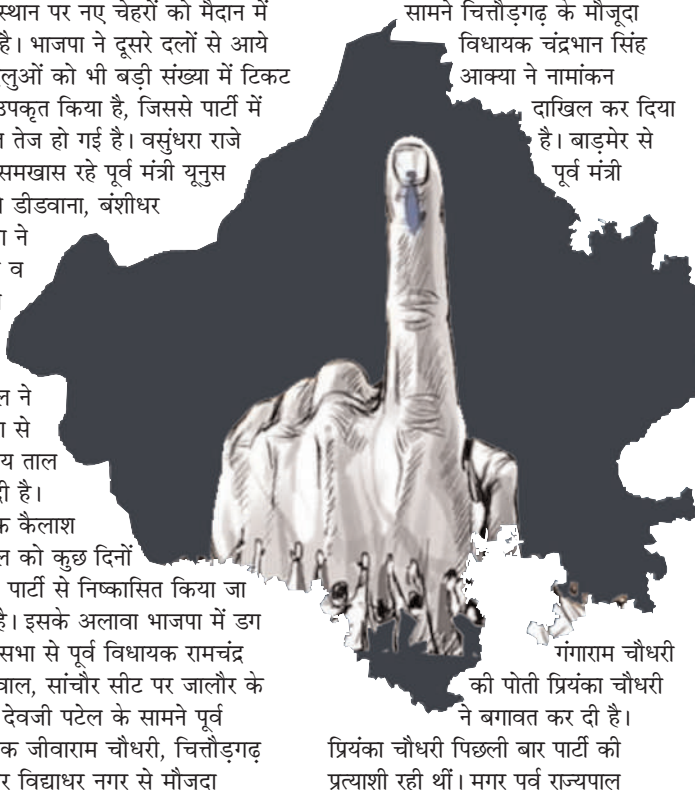 स्थान पर नए चेहरों को मैदान में
है। भाजपा ने दूसरे दलों से आये
को भी बड़ी संख्या में टिकट
उपकृत किया है, जिससे पार्टी में
तेज हो गई है। वसुंधरा राजे
समखास रहे पूर्व मंत्री यूनुस
डीडवाना, बंशीधर
ने
व
ने
से
ताल
दी है।
कैलाश
को कुछ दिनों
पार्टी से निष्कासित किया जा
है। इसके अलावा भाजपा में डग
सभा से पूर्व विधायक रामचंद्र
वाल, सांचौर सीट पर जालौर के
देवजी पटेल के सामने पूर्व
क जीवाराम चौधरी, चित्तौड़गढ़
र विद्याधर नगर से मौजदा
सामने चित्तौड़गढ़ के मौजूदा
विधायक चंद्रभान सिंह
आक्या ने नामांकन
दाखिल कर दिया
है। बाड़मेर से
पूर्व मंत्री
गंगाराम चौधरी
की पोती प्रियंका चौधरी
ने बगावत कर दी है।
प्रियंका चौधरी पिछली बार पार्टी की
प्रत्याशी रही थीं। मगर पूर्व राज्यपाल